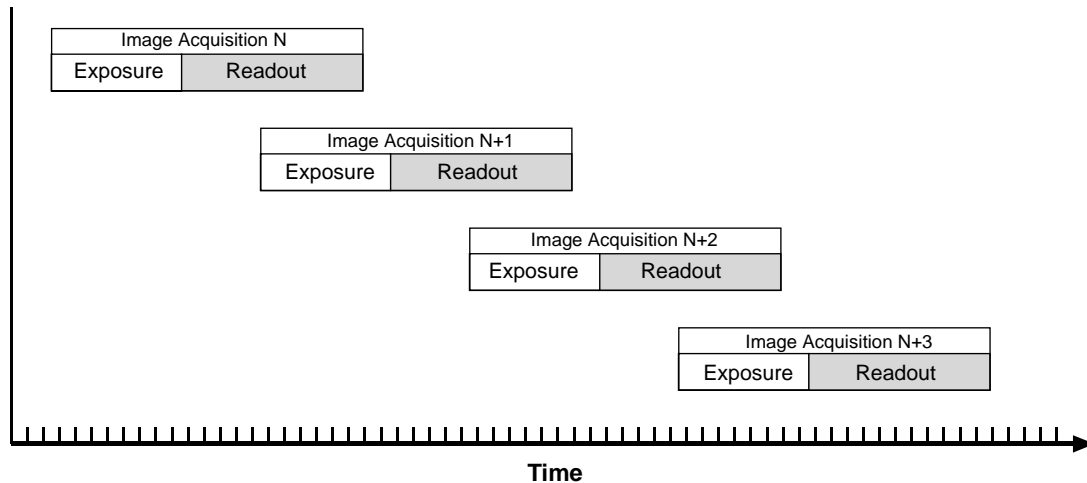 Image Acquisition N
Exposure Readout
Image Acquisition N+1
Exposure Readout
Image Acquisition N+2
Exposure Readout
Image Acquisition N+3
Exposure Readout
Time